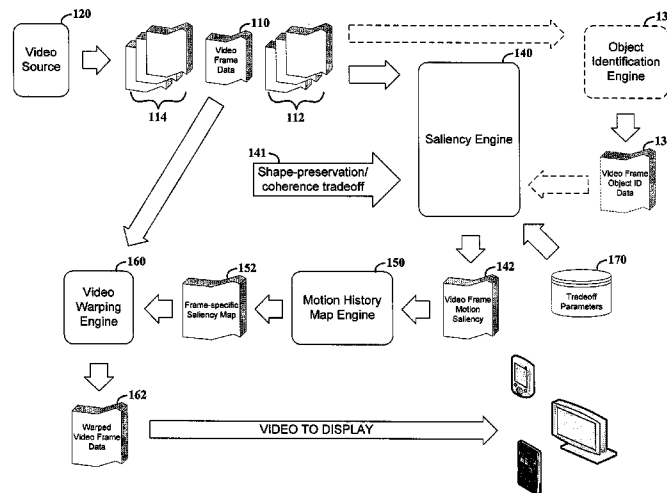 120
Video
Source
110
Video
Frame
Data
114
112
140
Saliency Engine
13
Object
Identification
Engine
13
Video Frame
Object ID
Data
141
Shape-preservation/
coherence tradeoff
160
Video
Warping
Engine
152
Frame-specific
Saliency Map
150
Motion History
Map Engine
142
Video Frame
Motion
Saliency
170
Tradeoff
Parameters
162
Warped
Video Frame
Data
VIDEO TO DISPLAY